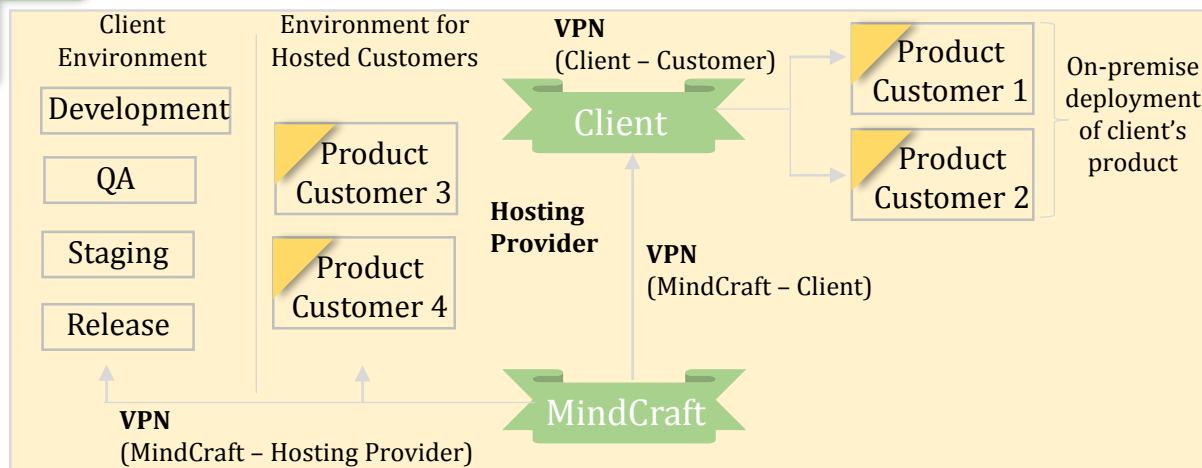 Client
Environment
Development
QA
Staging
Release
Environment for
Hosted Customers
Product
Customer 3
Product
Customer 4
VPN
(MindCraft – Hosting Provider)
Hosting
Provider
VPN
(Client – Customer)
Client
VPN
(MindCraft – Client)
MindCraft
Product
Customer 1
Product
Customer 2
On-premise
deployment
of client’s
product